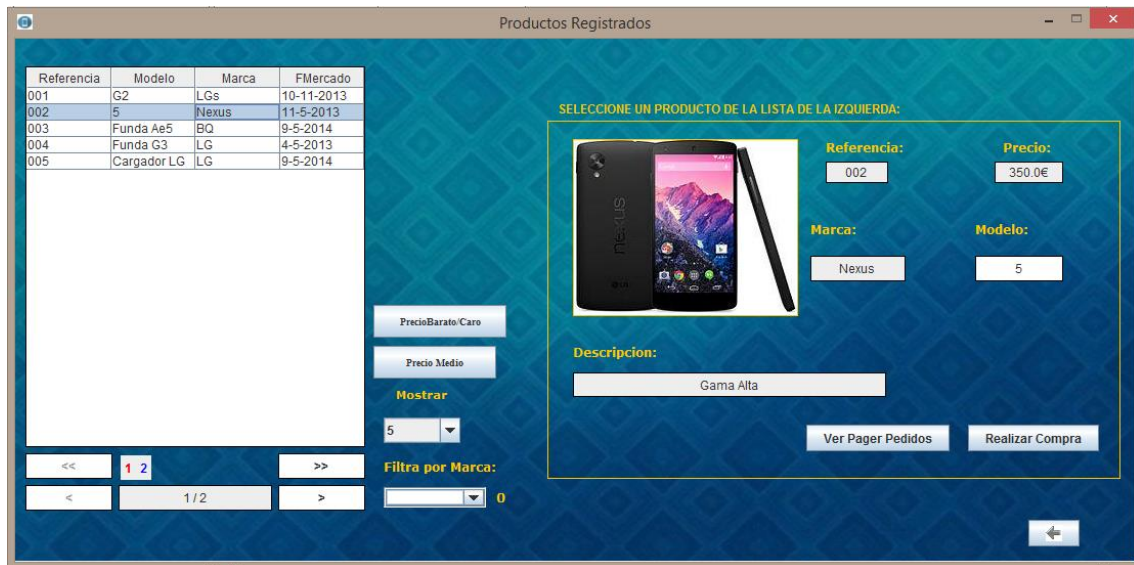 Productos Registrados
Referencia Modelo Marca FMercado
001 G2 LGs 10-11-2013
002 5 Nexus 11-5-2013
003 Funda Ae5 BQ 9-5-2014
004 Funda G3 LG 4-5-2013
005 Cargador LG LG 9-5-2014
<< 1 2 >>
< 1 / 2 >
PrecioBarato/Caro
Precio Medio
Mostrar
5
Filtra por Marca:
0
SELECCIONE UN PRODUCTO DE LA LISTA DE LA IZQUIERDA:
nexus
LG
Referencia: Precio:
002 350.0€
Marca: Modelo:
Nexus 5
Descripcion:
Gama Alta
Ver Pager Pedidos Realizar Compra